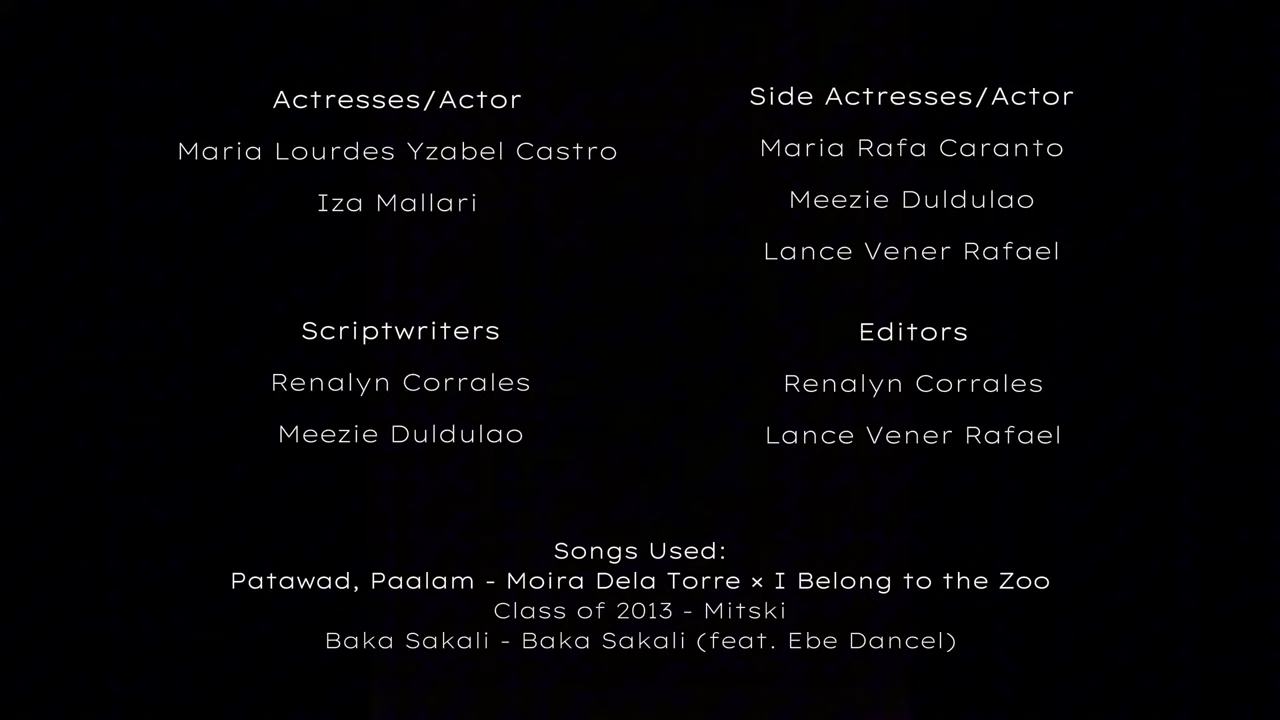 Actresses/Actor
Maria Lourdes Yzabel Castro
Iza Mallari
Side Actresses/Actor
Maria Rafa Caranto
Meezie Duldulao
Lance Vener Rafael
Scriptwriters
Renalyn Corrales
Meezie Duldulao
Editors
Renalyn Corrales
Lance Vener Rafael
Songs Used:
Patawad, Paalam - Moira Dela Torre × I Belong to the Zoo
Class of 2013 - Mitski
Baka Sakali - Baka Sakali (feat. Ebe Dancel)